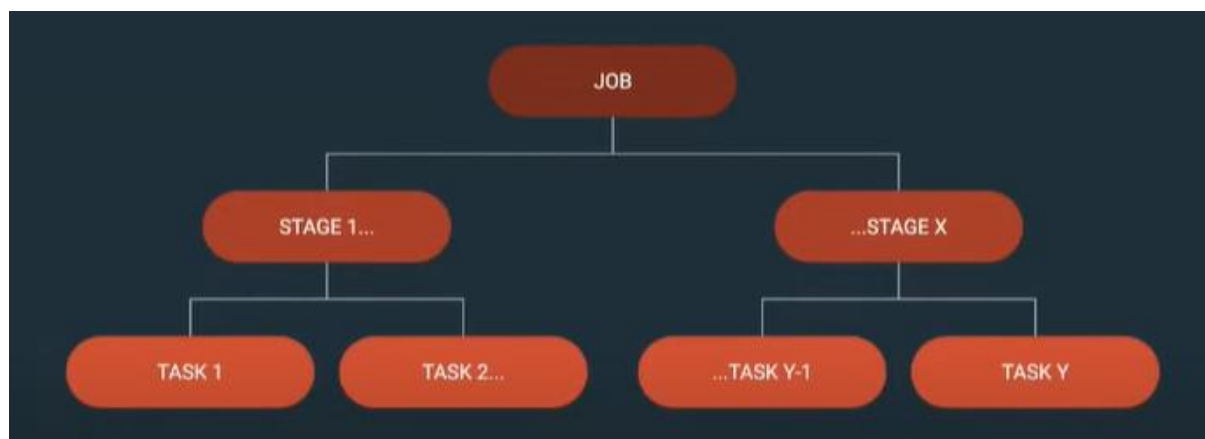 JOB
STAGE 1...
...STAGE X
TASK 1
TASK 2...
...TASK Y-1
TASK Y